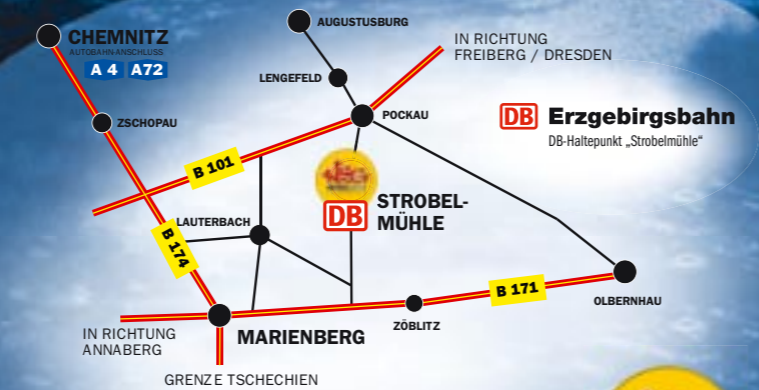 CHEMNITZ
AUTOBAHN-ANSCHLUSS
A 4 A72
AUGUSTUSBURG
IN RICHTUNG
FREIBERG / DRESDEN
LENGEFELD
ZSCHOPAU
POCKAU
DB Erzgebirgsbahn
DB-Haltepunkt „Strobelmühle“
B 101
DB
STROBEL-
MÜHLE
LAUTERBACH
B 174
B 171
OLBERNHAU
ZÖBLITZ
MARIENBERG
IN RICHTUNG
ANNABERG
GRENZE TSCHECHIEN